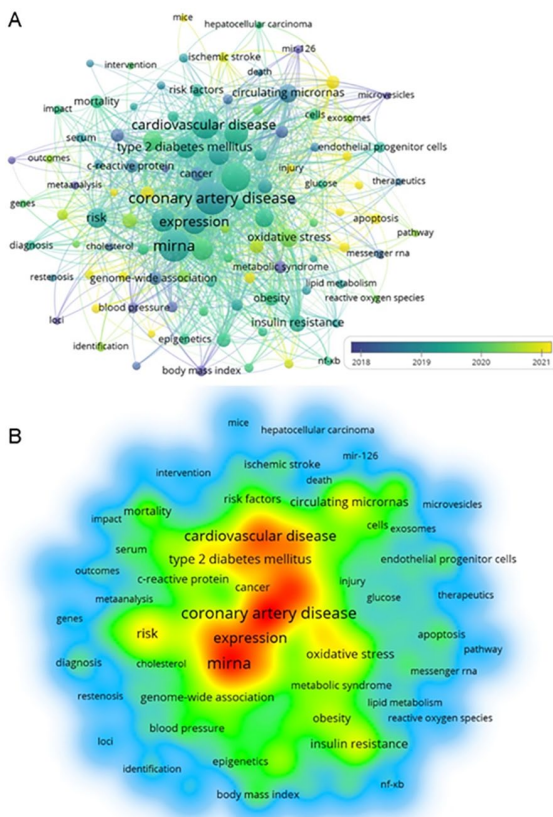 A
mice
hepatocellular carcinoma
mir-126
ischemic stroke
intervention
death
risk factors
circulating micrornas
microvesicles
impact
mortality
cells
exosomes
cardiovascular disease
serum
type 2 diabetes mellitus
endothelial progenitor cells
outcomes
c-reactive protein
cancer
injury
metaanalysis
glucose
therapeutics
coronary artery disease
genes
risk
expression
apoptosis
pathway
diagnosis
cholesterol
mirna
oxidative stress
messenger rna
metabolic syndrome
restenosis
genome-wide association
lipid metabolism
obesity
reactive oxygen species
loci
blood pressure
insulin resistance
identification
epigenetics
nf-κb
body mass index
2018 2019 2020 2021
B
mice
hepatocellular carcinoma
mir-126
intervention
ischemic stroke
death
risk factors
circulating micrornas
microvesicles
impact
mortality
cells
exosomes
cardiovascular disease
serum
type 2 diabetes mellitus
endothelial progenitor cells
outcomes
c-reactive protein
cancer
injury
metaanalysis
glucose
therapeutics
coronary artery disease
genes
risk
expression
apoptosis
pathway
diagnosis
cholesterol
mirna
oxidative stress
messenger rna
metabolic syndrome
restenosis
genome-wide association
lipid metabolism
obesity
reactive oxygen species
loci
blood pressure
insulin resistance
identification
epigenetics
nf-κb
body mass index